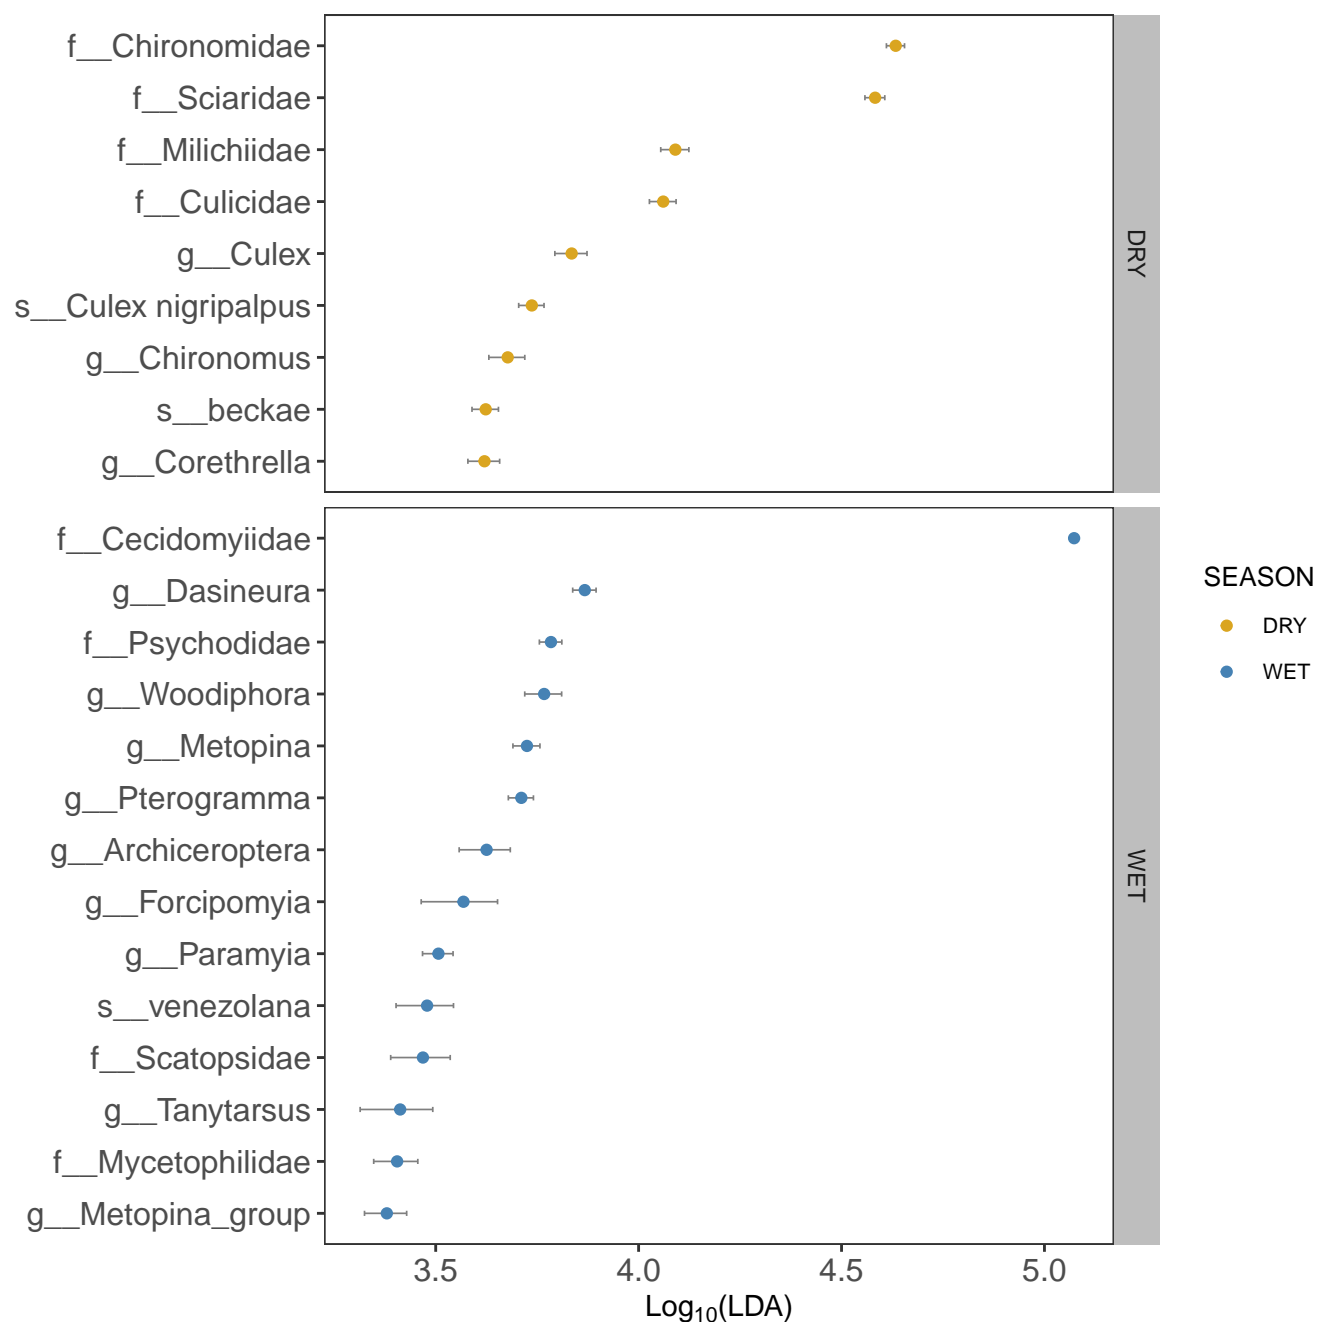 f__Chironomidae
f__Sciaridae
f__Milichiidae
f__Culicidae
g__Culex
s__Culex nigripalpus
g__Chironomus
s__beckae
g__Corethrella
DRY
f__Cecidomyiidae
g__Dasineura
f__Psychodidae
g__Woodiphora
g__Metopina
g__Pterogramma
g__Archiceroptera
g__Forcipomyia
g__Paramyia
s__venezolana
f__Scatopsidae
g__Tanytarsus
f__Mycetophilidae
g__Metopina_group
WET
3.5 4.0 4.5 5.0
Log₁₀(LDA)
SEASON
DRY
WET